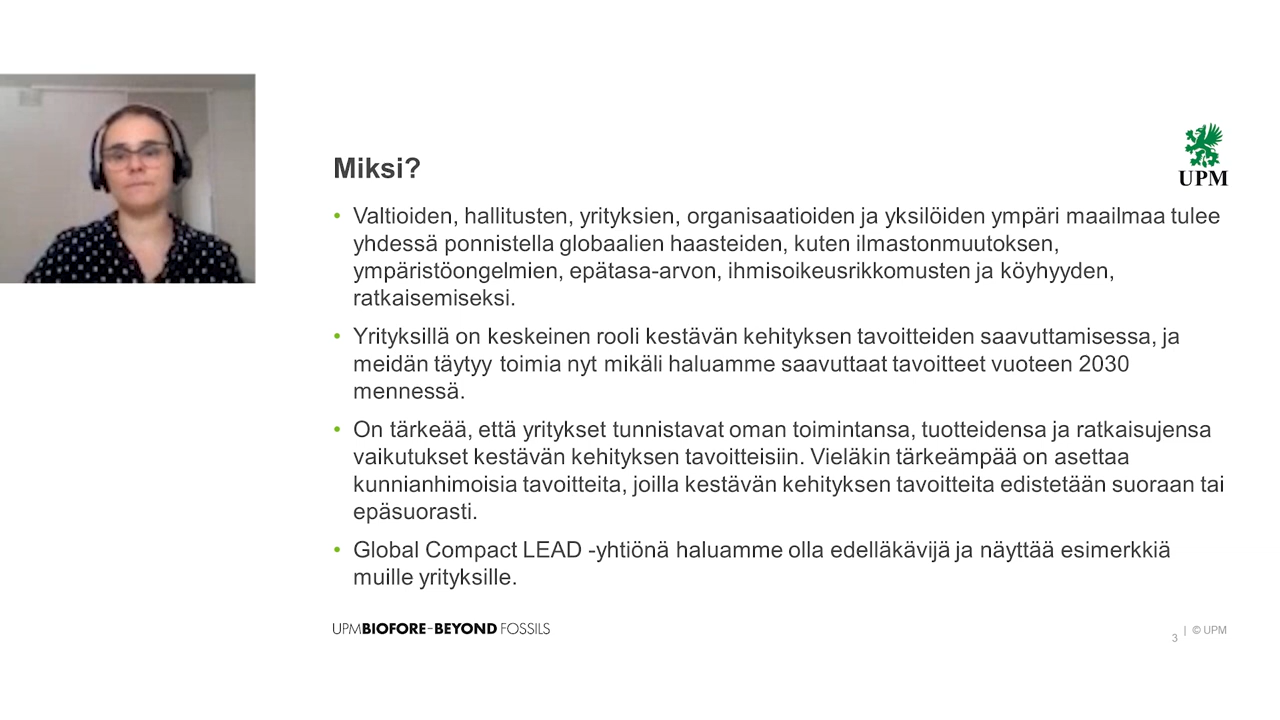 Miksi?
UPM
• Valtioiden, hallitusten, yrityksien, organisaatioiden ja yksilöiden ympäri maailmaa tulee
yhdessä ponnistella globaalien haasteiden, kuten ilmastonmuutoksen,
ympäristöongelmien, epätasa-arvon, ihmisoikeusrikkomusten ja köyhyyden,
ratkaisemiseksi.
• Yrityksillä on keskeinen rooli kestävän kehityksen tavoitteiden saavuttamisessa, ja
meidän täytyy toimia nyt mikäli haluamme saavuttaat tavoitteet vuoteen 2030
mennessä.
• On tärkeää, että yritykset tunnistavat oman toimintansa, tuotteidensa ja ratkaisujensa
vaikutukset kestävän kehityksen tavoitteisiin. Vieläkin tärkeämpää on asettaa
kunnianhimoisia tavoitteita, joilla kestävän kehityksen tavoitteita edistetään suoraan tai
epäsuorasti.
• Global Compact LEAD -yhtiönä haluamme olla edelläkävijä ja näyttää esimerkkiä
muille yrityksille.
UPM BIOFORE–BEYOND FOSSILS
3 | © UPM